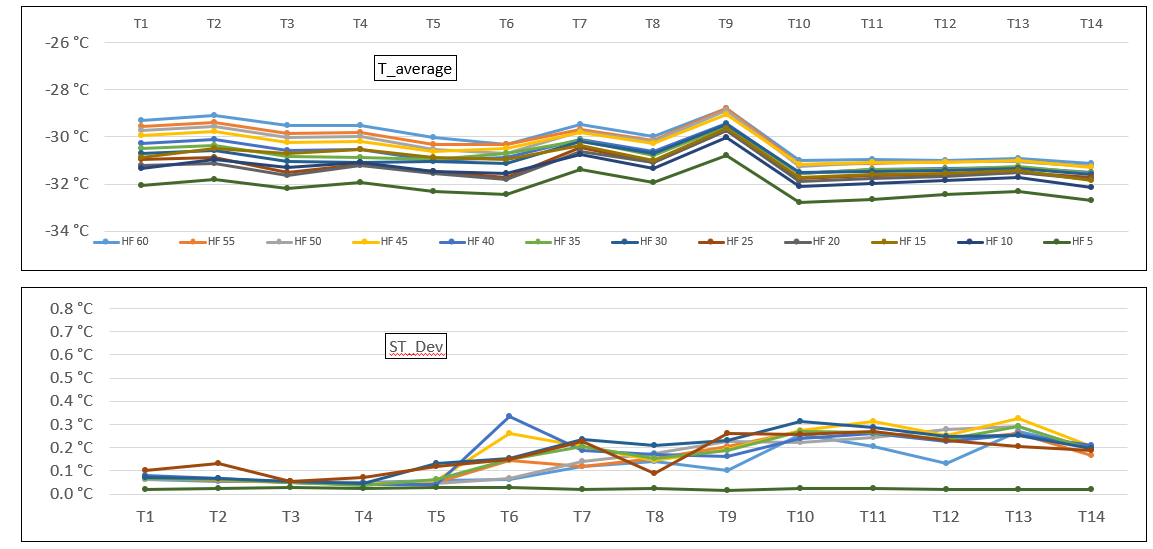 T1 T2 T3 T4 T5 T6 T7 T8 T9 T10 T11 T12 T13 T14
-26 °C
T_average
-28 °C
-30 °C
-32 °C
-34 °C
HF 60 HF 55 HF 50 HF 45 HF 40 HF 35 HF 30 HF 25 HF 20 HF 15 HF 10 HF 5
0.8 °C
0.7 °C
ST_Dev
0.6 °C
0.5 °C
0.4 °C
0.3 °C
0.2 °C
0.1 °C
0.0 °C
T1 T2 T3 T4 T5 T6 T7 T8 T9 T10 T11 T12 T13 T14